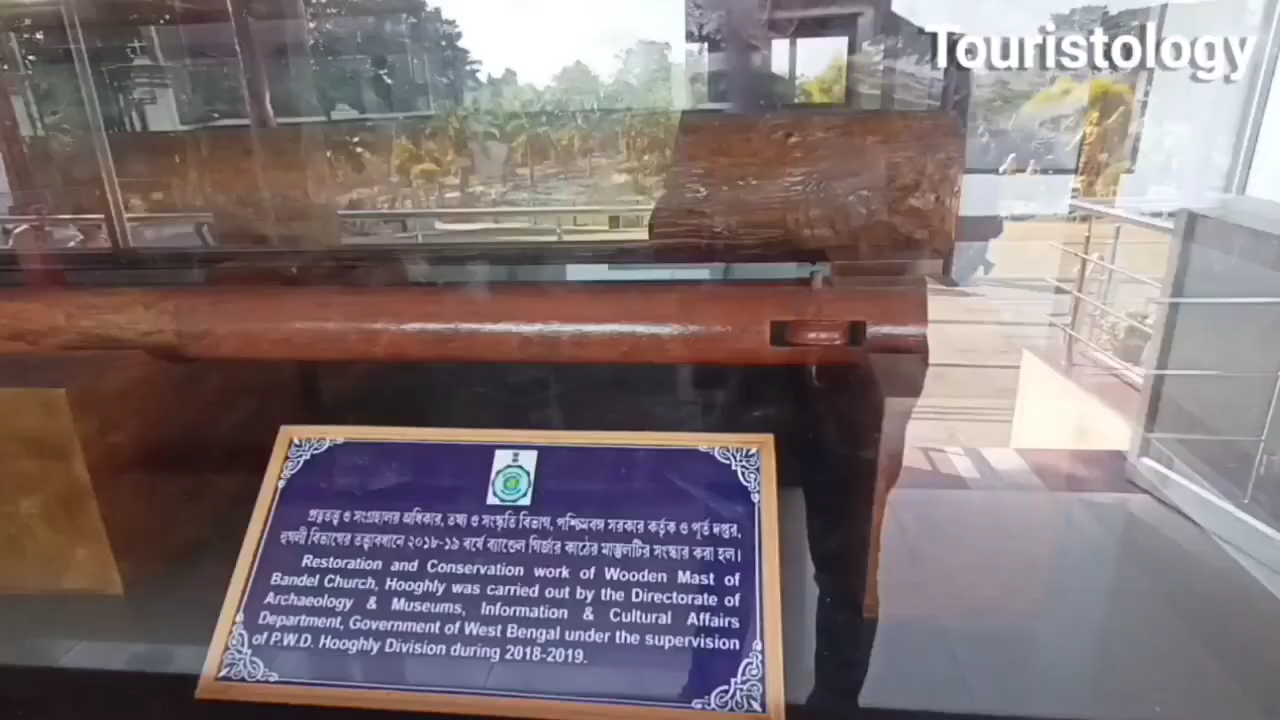 Touristology
প্রত্নতত্ত্ব ও সংগ্রহালয় অধিকার, তথ্য ও সংস্কৃতি বিভাগ, পশ্চিমবঙ্গ সরকার কর্তৃক ও পূর্ত দপ্তর,
হুগলী বিভাগের তত্ত্বাবধানে ২০১৮-১৯ বর্ষে ব্যাণ্ডেল গির্জার কাঠের মাস্তুলটির সংস্কার করা হল।
Restoration and Conservation work of Wooden Mast of
Bandel Church, Hooghly was carried out by the Directorate of
Archaeology & Museums, Information & Cultural Affairs
Department, Government of West Bengal under the supervision
of P.W.D. Hooghly Division during 2018-2019.